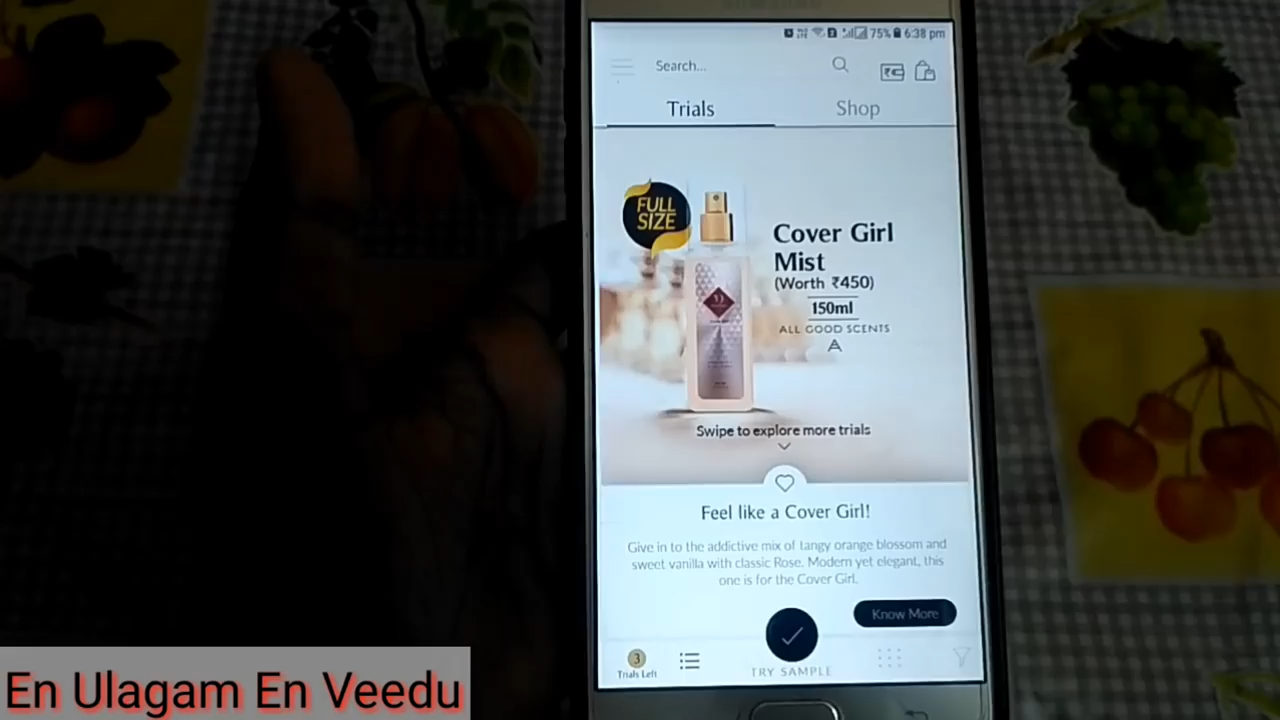 75% 6:38 pm
Search...
Trials Shop
FULL
SIZE
Cover Girl
Mist
(Worth ₹450)
150ml
ALL GOOD SCENTS
Swipe to explore more trials
Feel like a Cover Girl!
Give in to the addictive mix of tangy orange blossom and
sweet vanilla with classic Rose. Modern yet elegant, this
one is for the Cover Girl.
Know More
3
Trials Left
TRY SAMPLE
En Ulagam En Veedu